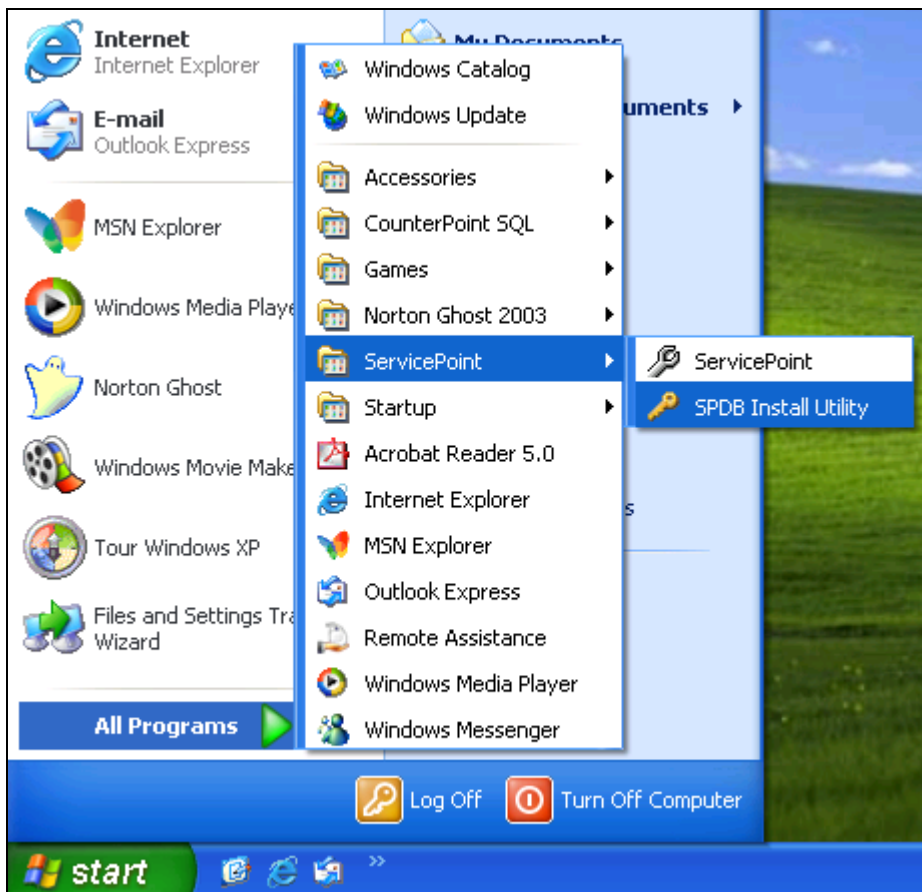 Internet
Internet Explorer
E-mail
Outlook Express
MSN Explorer
Windows Media Playe
Norton Ghost
Windows Movie Make
Tour Windows XP
Files and Settings Tra
Wizard
All Programs
My Documents
uments
s
Windows Catalog
Windows Update
Accessories
CounterPoint SQL
Games
Norton Ghost 2003
ServicePoint
Startup
Acrobat Reader 5.0
Internet Explorer
MSN Explorer
Outlook Express
Remote Assistance
Windows Media Player
Windows Messenger
ServicePoint
SPDB Install Utility
Log Off
Turn Off Computer
start